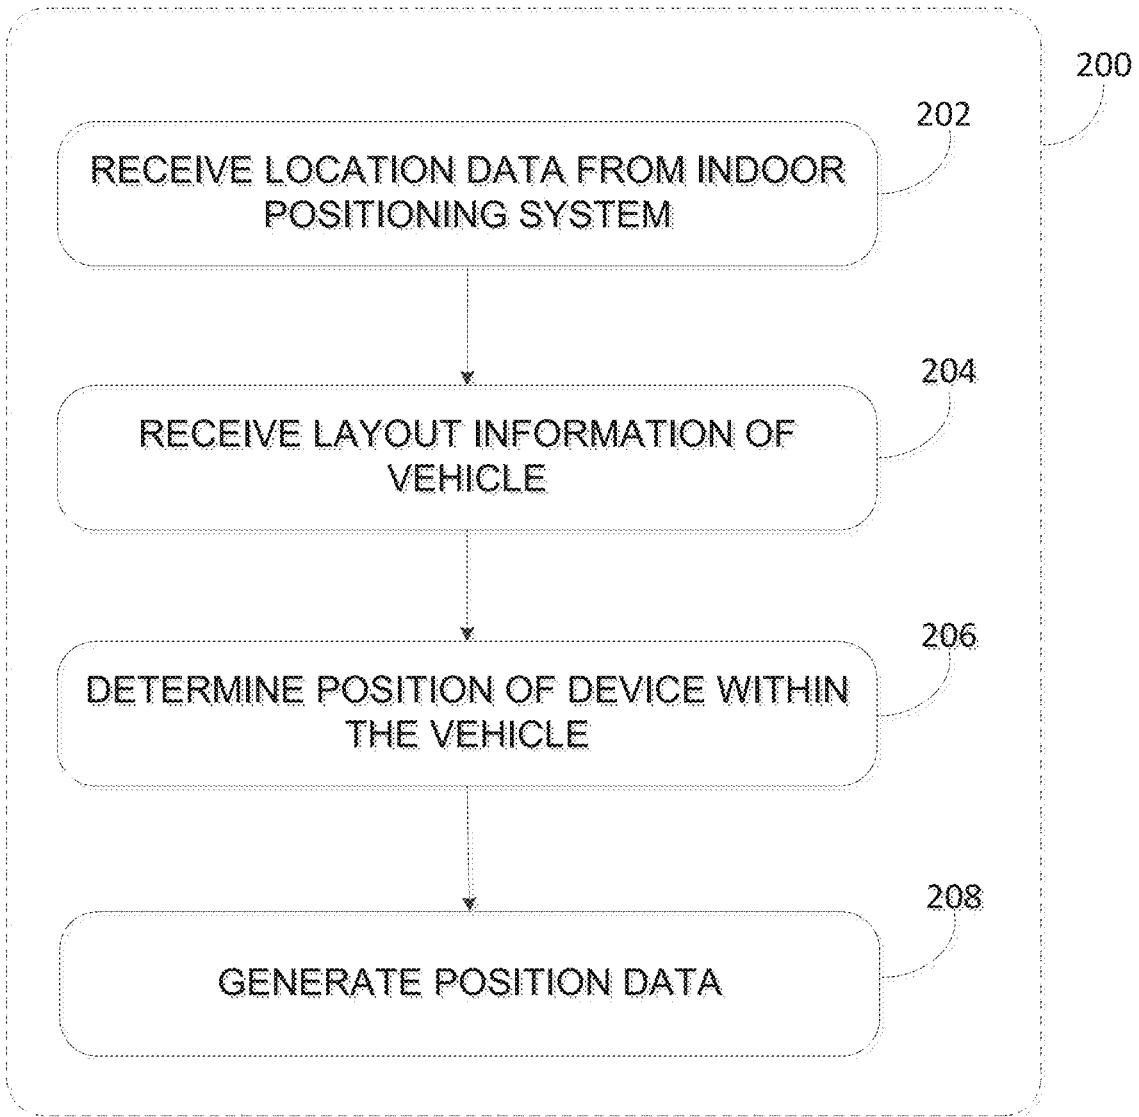 200
202
RECEIVE LOCATION DATA FROM INDOOR
POSITIONING SYSTEM
204
RECEIVE LAYOUT INFORMATION OF
VEHICLE
206
DETERMINE POSITION OF DEVICE WITHIN
THE VEHICLE
208
GENERATE POSITION DATA